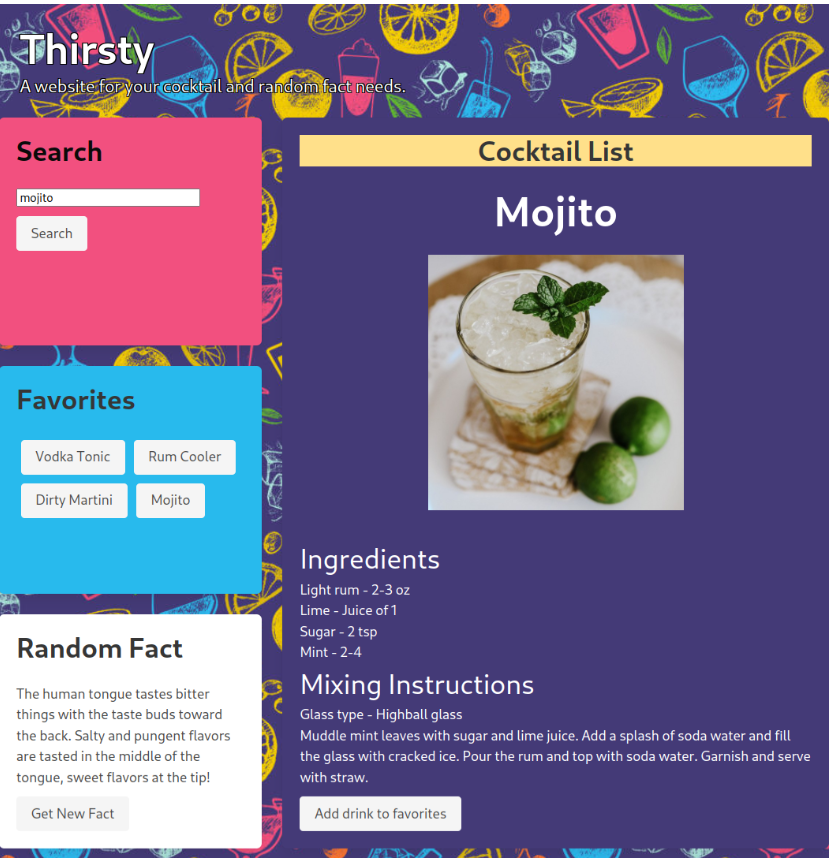 Thirsty
A website for your cocktail and random fact needs.
Search
mojito
Search
Favorites
Vodka Tonic
Rum Cooler
Dirty Martini
Mojito
Random Fact
The human tongue tastes bitter
things with the taste buds toward
the back. Salty and pungent flavors
are tasted in the middle of the
tongue, sweet flavors at the tip!
Get New Fact
Cocktail List
Mojito
Ingredients
Light rum - 2-3 oz
Lime - Juice of 1
Sugar - 2 tsp
Mint - 2-4
Mixing Instructions
Glass type - Highball glass
Muddle mint leaves with sugar and lime juice. Add a splash of soda water and fill
the glass with cracked ice. Pour the rum and top with soda water. Garnish and serve
with straw.
Add drink to favorites